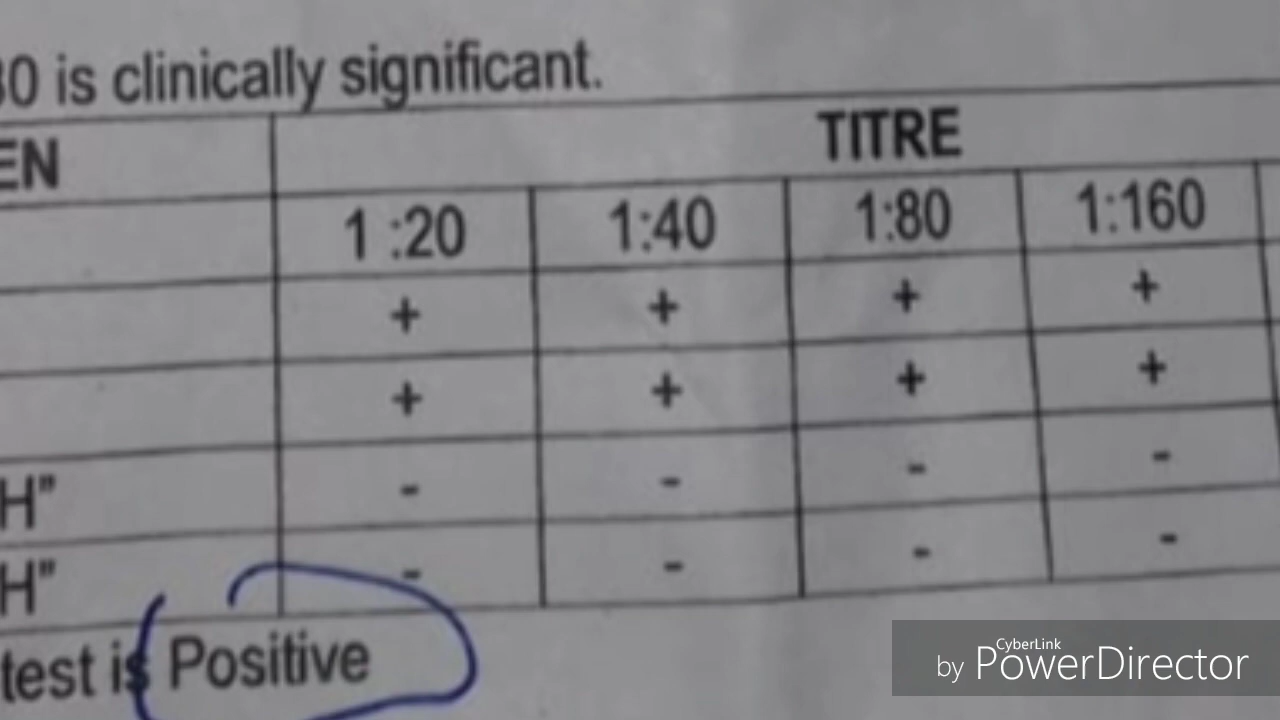 80 is clinically significant.
EN TITRE
1 :20 1:40 1:80 1:160
+ + + +
+ + + +
H" - - - -
H" - - - -
test is Positive
CyberLink
by PowerDirector